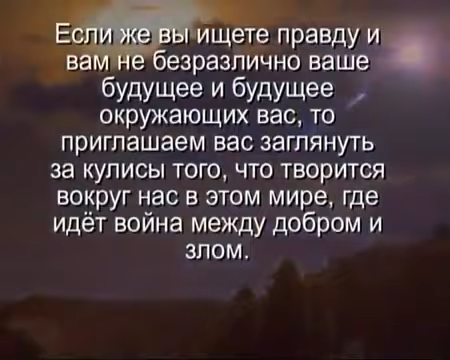 Если же вы ищете правду и
вам не безразлично ваше
будущее и будущее
окружающих вас, то
приглашаем вас заглянуть
за кулисы того, что творится
вокруг нас в этом мире, где
идёт война между добром и
злом.